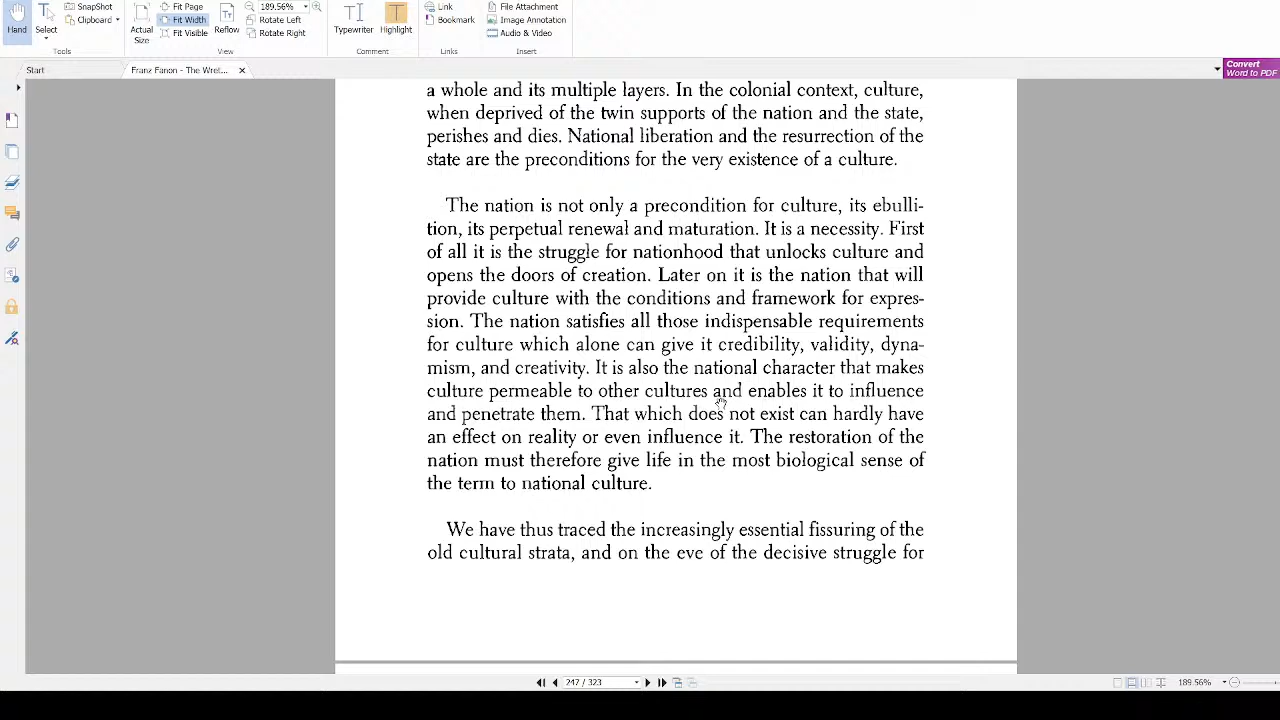 SnapShot
Fit Page
189.56%
Link
File Attachment
Clipboard
Fit Width
Rotate Left
Bookmark
Image Annotation
Hand
Select
Actual
Size
Fit Visible
Reflow
Rotate Right
Typewriter
Highlight
Audio & Video
Tools
View
Comment
Links
Insert
Start
Franz Fanon - The Wret...
Convert
Word to PDF
a whole and its multiple layers. In the colonial context, culture,
when deprived of the twin supports of the nation and the state,
perishes and dies. National liberation and the resurrection of the
state are the preconditions for the very existence of a culture.
The nation is not only a precondition for culture, its ebulli-
tion, its perpetual renewal and maturation. It is a necessity. First
of all it is the struggle for nationhood that unlocks culture and
opens the doors of creation. Later on it is the nation that will
provide culture with the conditions and framework for expres-
sion. The nation satisfies all those indispensable requirements
for culture which alone can give it credibility, validity, dyna-
mism, and creativity. It is also the national character that makes
culture permeable to other cultures and enables it to influence
and penetrate them. That which does not exist can hardly have
an effect on reality or even influence it. The restoration of the
nation must therefore give life in the most biological sense of
the term to national culture.
We have thus traced the increasingly essential fissuring of the
old cultural strata, and on the eve of the decisive struggle for
247 / 323
189.56%